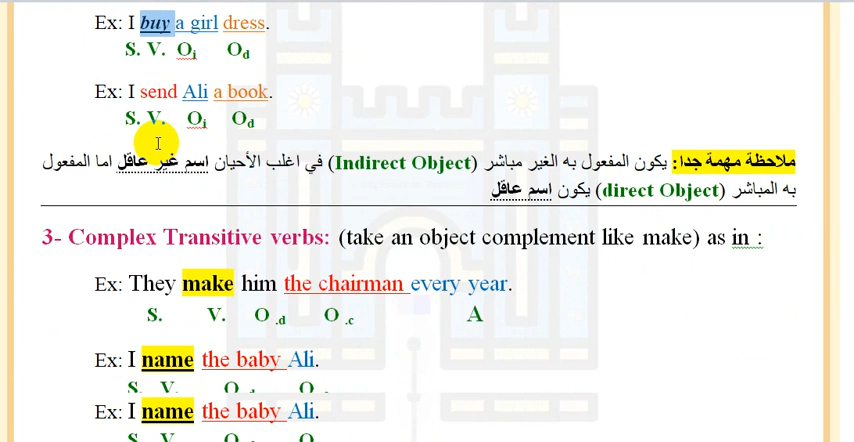 Ex: I buy a girl dress.
S. V. Oi Od
Ex: I send Ali a book.
S. V. Oi Od
ملاحظة مهمة جدا: يكون المفعول به الغير مباشر (Indirect Object) في اغلب الأحيان اسم غير عاقل اما المفعول
به المباشر (direct Object) يكون اسم عاقل
3- Complex Transitive verbs: (take an object complement like make) as in :
Ex: They make him the chairman every year.
S. V. O .d O .c A
Ex: I name the baby Ali.
S. V. O O
Ex: I name the baby Ali.
S V O O